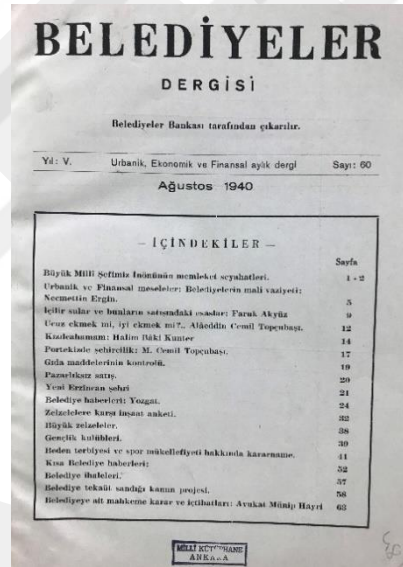 BELEDİYELER
DERGİSİ
Belediyeler Bankası tarafından çıkarılır.
Yıl: V. Urbanik, Ekonomik ve Finansal aylık dergi Sayı: 60
Ağustos 1940
— İÇİNDEKİLER —
Sayfa
Büyük Milli Şefimiz İnönünün memleket seyahatleri. 1 - 2
Urbanik ve Finansal meseleler: Belediyelerin mali vaziyeti:
Necmettin Ergin. 5
İçilir sular ve bunların satışındaki esaslar: Faruk Akyüz 9
Ucuz ekmek mi, iyi ekmek mi?.. Alâeddin Cemil Topçubaşı. 12
Kızılcahamam: Halim Bâki Kunter 14
Portekizde şehircilik: M. Cemil Topçubaşı. 17
Gıda maddelerinin kontrolü. 19
Pazarlıksız satış. 20
Yeni Erzincan şehri 21
Belediye haberleri: Yozgat. 24
Zelzelelere karşı inşaat anketi. 32
Büyük zelzeleler. 38
Gençlik kulübleri. 39
Beden terbiyesi ve spor mükellefiyeti hakkında kararname. 41
Kısa Belediye haberleri: 52
Belediye ihaleleri. 57
Belediye tekaüt sandığı kanun projesi. 58
Belediyeye ait mahkeme karar ve içtihatları: Avukat Münip Hayri 63
MİLLİ KÜTÜPHANE
ANKARA